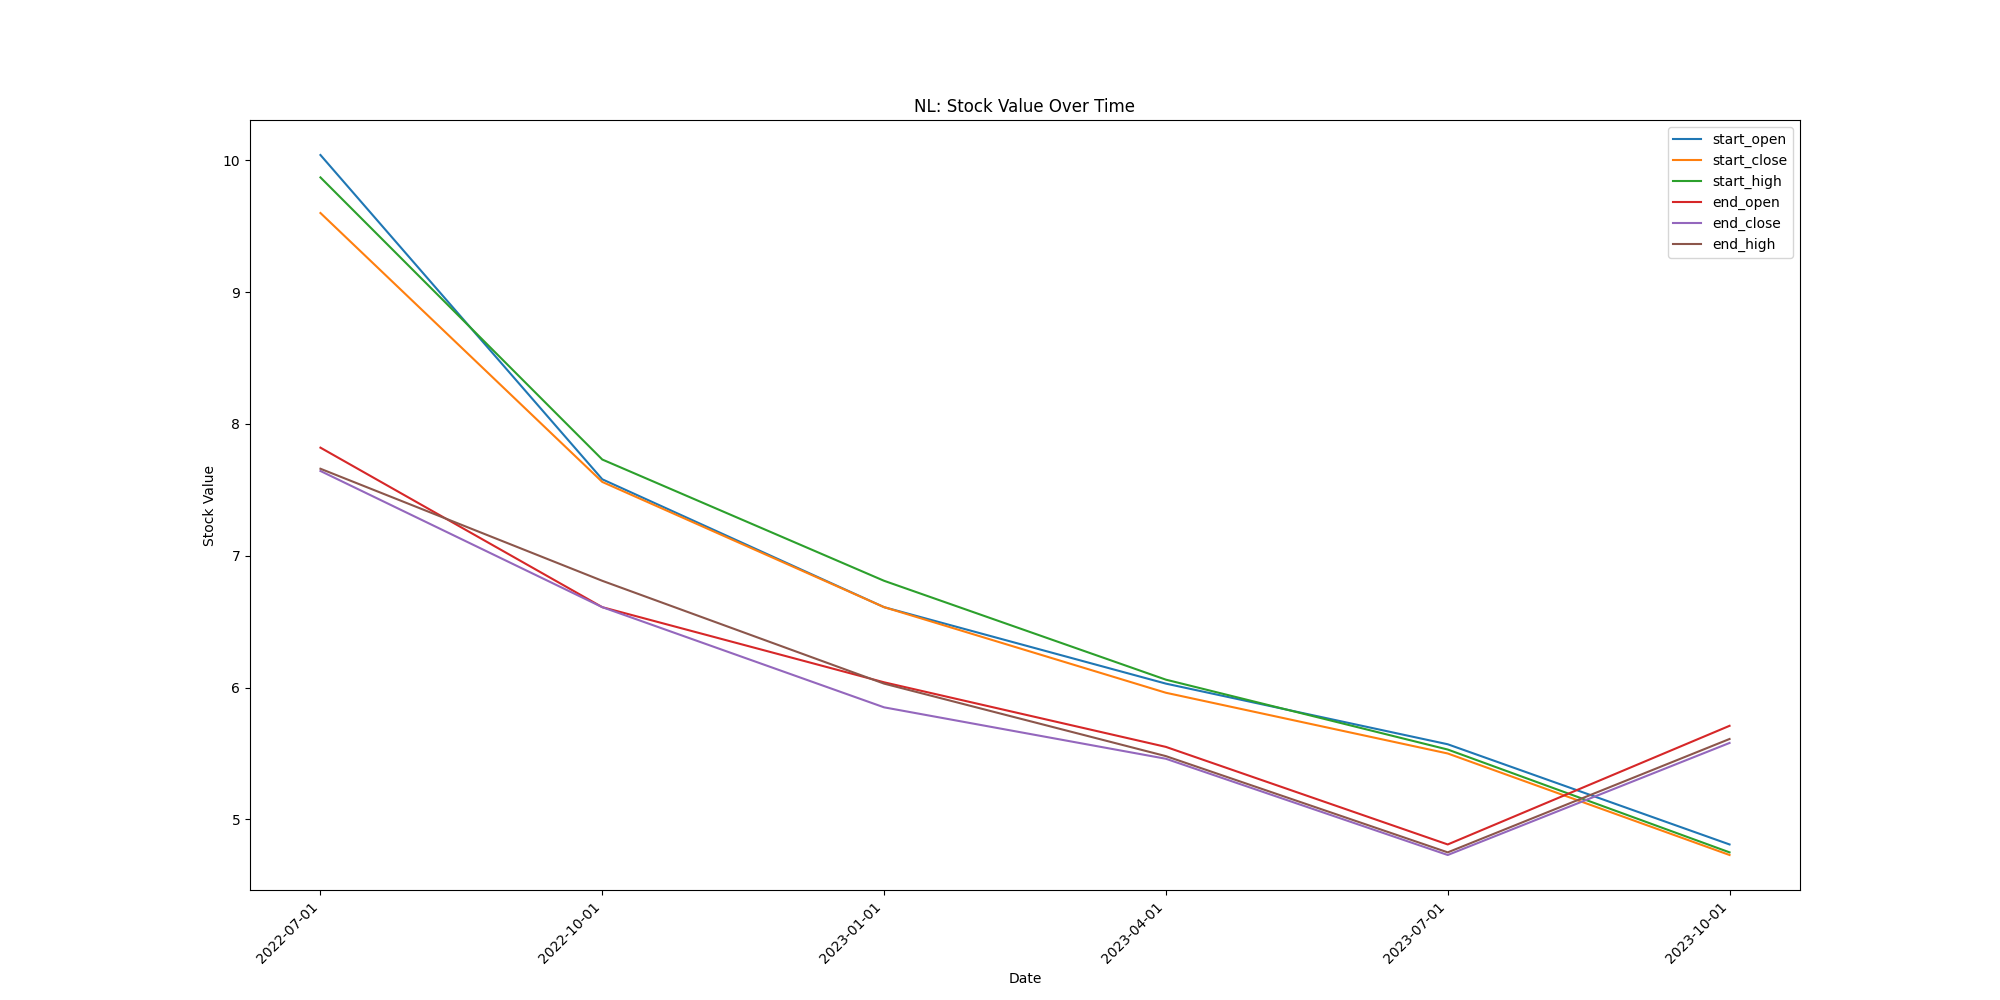 NL: Stock Value Over Time
start_open
start_close
start_high
end_open
end_close
end_high
Stock Value
10
9
8
7
6
5
2022-07-01
2022-10-01
2023-01-01
2023-04-01
2023-07-01
2023-10-01
Date